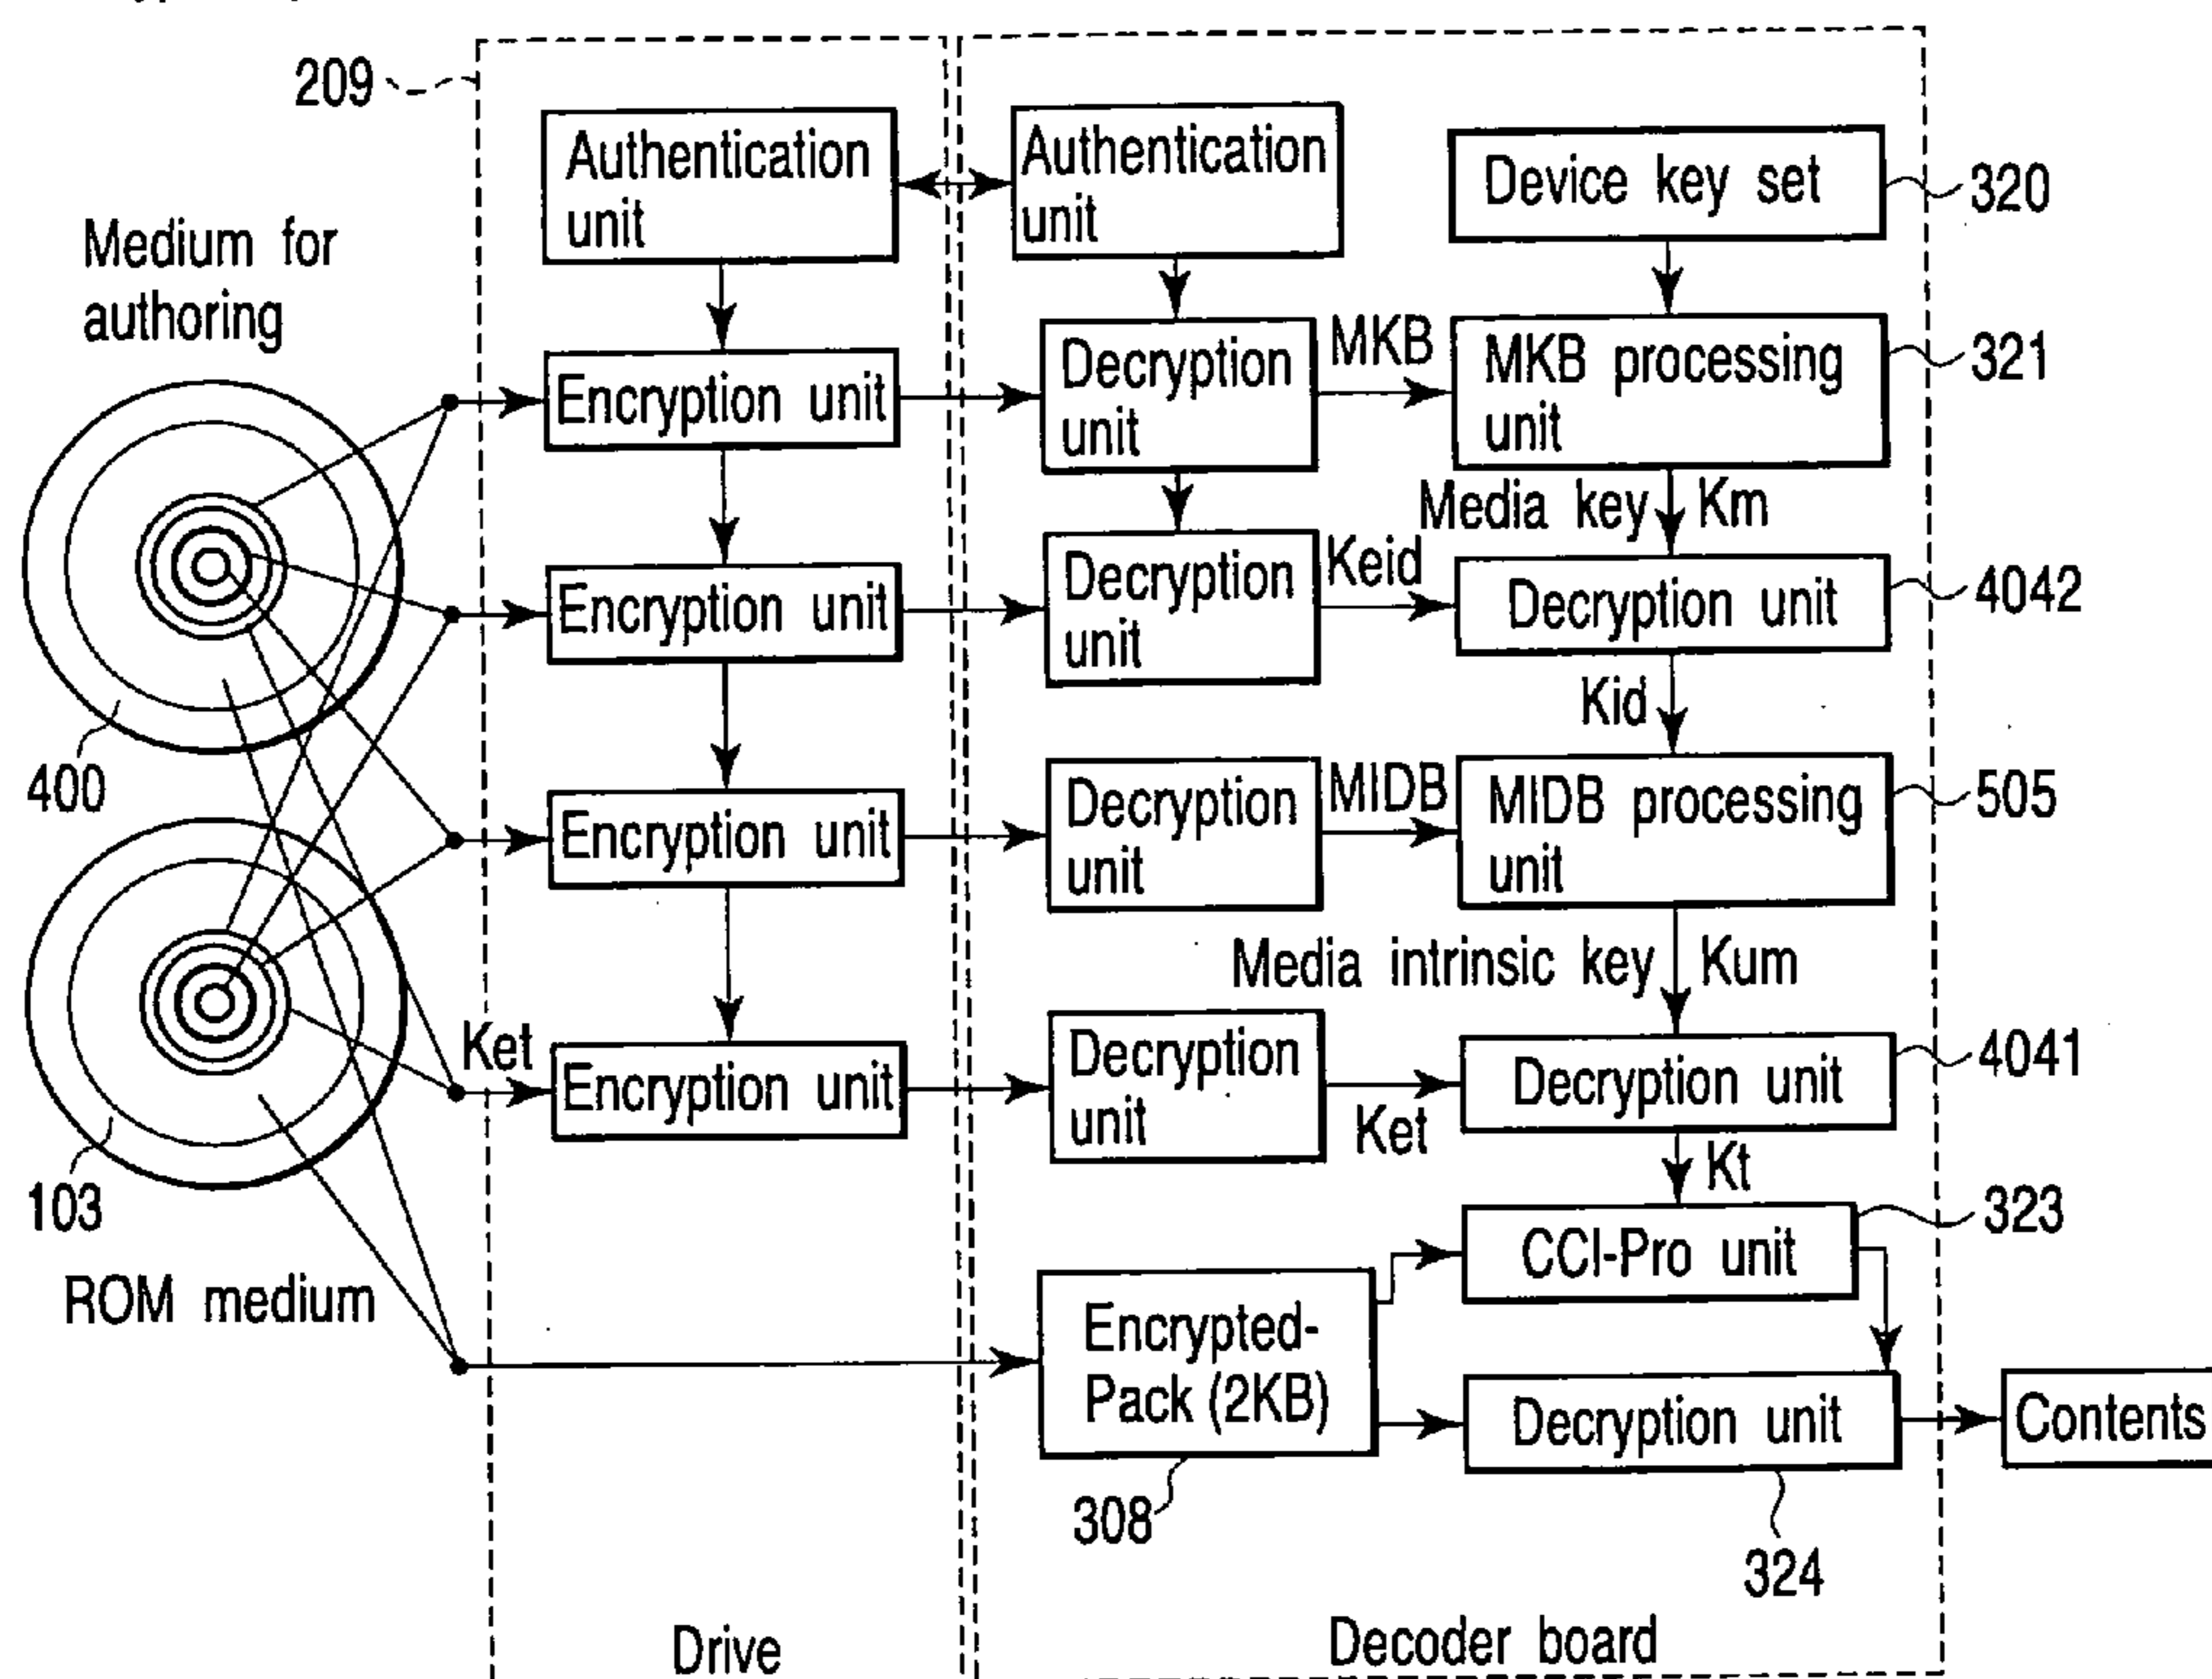 209
Authentication
unit
Authentication
unit
Device key set
320
Medium for
authoring
Encryption unit
Decryption
unit
MKB
MKB processing
unit
321
Media key
Km
Encryption unit
Decryption
unit
Keid
Decryption unit
4042
Kid
400
Encryption unit
Decryption
unit
MIDB
MIDB processing
unit
505
Media intrinsic key
Kum
Ket
Encryption unit
Decryption
unit
Ket
Decryption unit
4041
Kt
103
ROM medium
CCI-Pro unit
323
Encrypted-
Pack (2KB)
308
Decryption unit
324
Contents
Drive
Decoder board